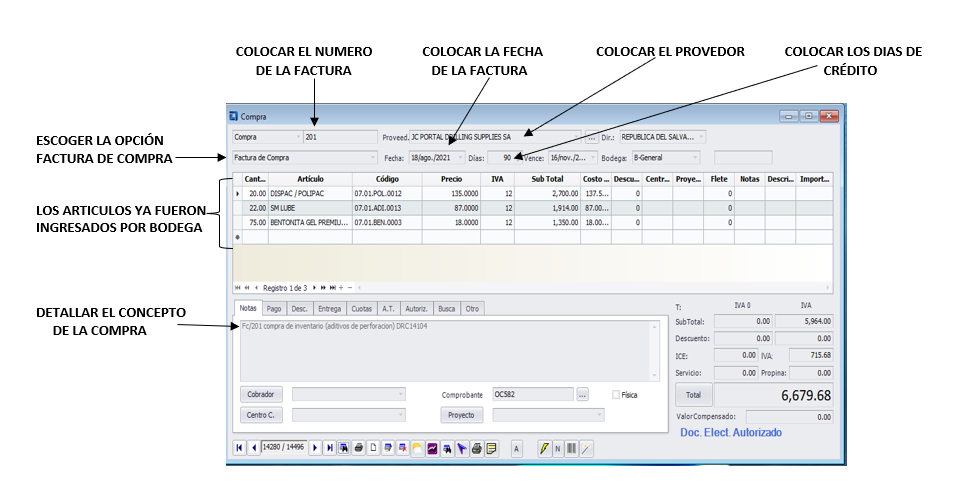 COLOCAR EL NUMERO
DE LA FACTURA
COLOCAR LA FECHA
DE LA FACTURA
COLOCAR EL PROVEDOR
COLOCAR LOS DIAS DE
CRÉDITO
ESCOGER LA OPCIÓN
FACTURA DE COMPRA
LOS ARTICULOS YA FUERON
INGRESADOS POR BODEGA
DETALLAR EL CONCEPTO
DE LA COMPRA
Compra
Compra 201 Proveed. JC PORTAL DRILLING SUPPLIES SA ... Dir.: REPUBLICA DEL SALVA...
Factura de Compra Fecha: 18/ago./2021 Días: 90 Vence: 16/nov./2... Bodega: B-General
Cant... Artículo Código Precio IVA Sub Total Costo ... Descu... Centr... Proye... Flete Notas Descri... Import...
20.00 DISPAC / POLIPAC 07.01.POL.0012 135.0000 12 2,700.00 137.5... 0 0
22.00 SM LUBE 07.01.ADI.0013 87.0000 12 1,914.00 87.00... 0 0
75.00 BENTONITA GEL PREMIU... 07.01.BEN.0003 18.0000 12 1,350.00 18.00... 0 0
Registro 1 de 3
Notas Pago Desc. Entrega Cuotas A.T. Autoriz. Busca Otro
Fc/201 compra de inventario (aditivos de perforacion) DRC14104
T: IVA 0 IVA
SubTotal: 0.00 5,964.00
Descuento: 0.00 0.00
ICE: 0.00 IVA: 715.68
Servicio: 0.00 Propina: 0.00
Total 6,679.68
Valor Compensado: 0.00
Doc. Elect. Autorizado
Cobrador Comprobante OC582 ... Física
Centro C. Proyecto
14280 / 14496 A N